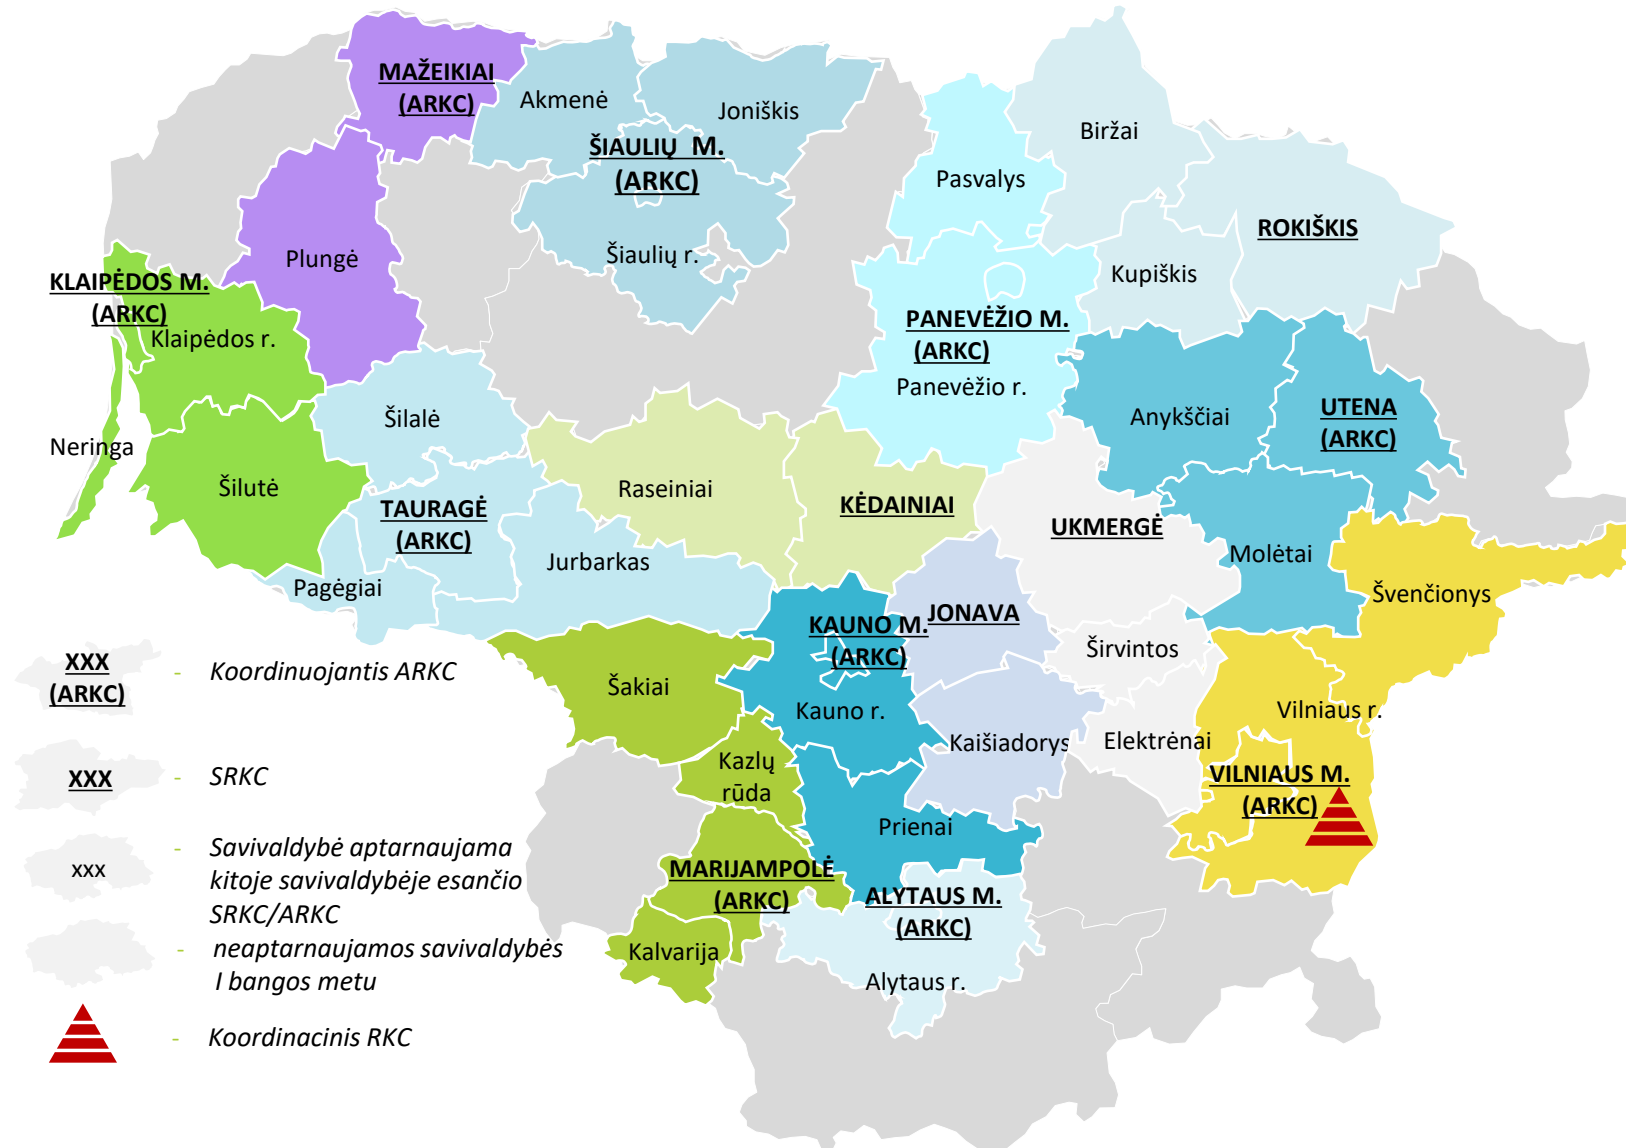 MAŽEIKIAI
(ARKC)
Akmenė
Joniškis
ŠIAULIŲ M.
(ARKC)
Biržai
Pasvalys
ROKIŠKIS
Plungė
Šiaulių r.
Kupiškis
KLAIPĖDOS M.
(ARKC)
Klaipėdos r.
PANEVĖŽIO M.
(ARKC)
Panevėžio r.
Anykščiai
UTENA
(ARKC)
Neringa
Šilalė
Šilutė
Raseiniai
KĖDAINIAI
TAURAGĖ
(ARKC)
UKMERGĖ
Molėtai
Jurbarkas
Pagėgiai
Švenčionys
KAUNO M.
(ARKC)
JONAVA
Širvintos
Šakiai
Kauno r.
Vilniaus r.
Kaišiadorys
Elektrėnai
Kazlų
rūda
VILNIAUS M.
(ARKC)
Prienai
MARIJAMPOLĖ
(ARKC)
ALYTAUS M.
(ARKC)
Kalvarija
Alytaus r.
XXX
(ARKC)
- Koordinuojantis ARKC
XXX
- SRKC
xxx
- Savivaldybė aptarnaujama
kitoje savivaldybėje esančio
SRKC/ARKC
- neaptarnaujamos savivaldybės
I bangos metu
- Koordinacinis RKC